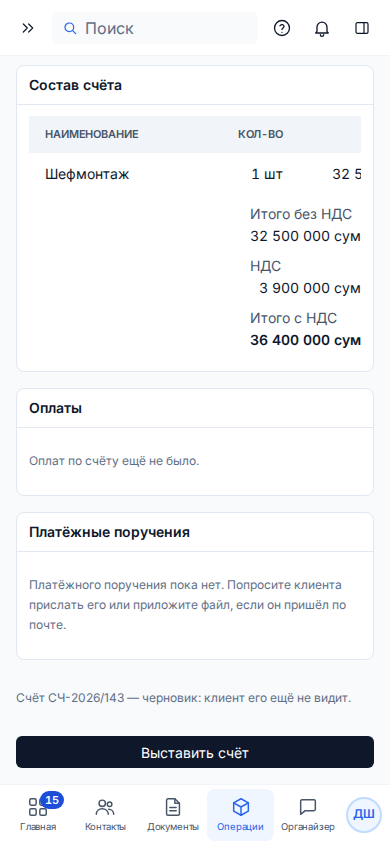 Поиск
Состав счёта
НАИМЕНОВАНИЕ КОЛ-ВО
Шефмонтаж 1 шт 32 5
Итого без НДС
32 500 000 сум
НДС
3 900 000 сум
Итого с НДС
36 400 000 сум
Оплаты
Оплат по счёту ещё не было.
Платёжные поручения
Платёжного поручения пока нет. Попросите клиента
прислать его или приложите файл, если он пришёл по
почте.
Счёт СЧ-2026/143 — черновик: клиент его ещё не видит.
Выставить счёт
15
Главная Контакты Документы Операции Органайзер ДШ